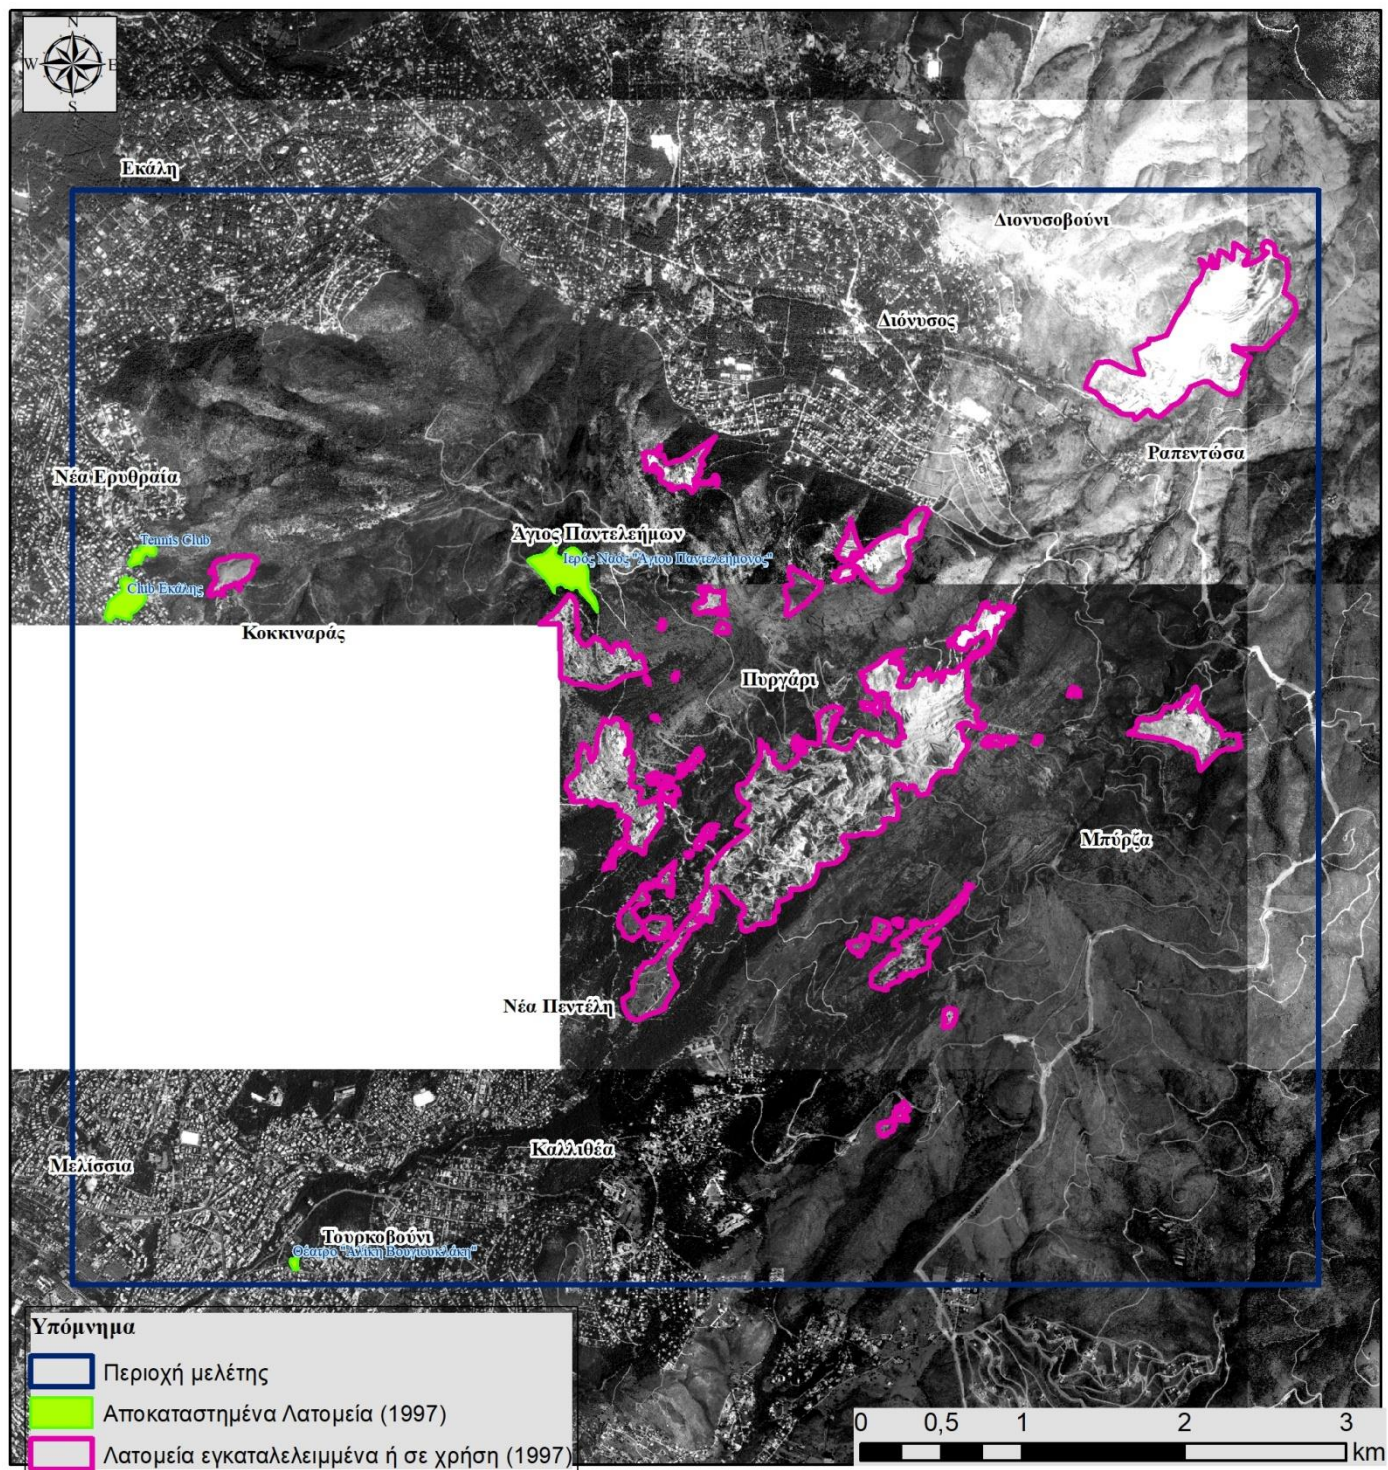 N
W E
S
Εκάλη
Διονυσοβούνι
Διόνυσος
Ραπεντώσα
Νέα Ερυθραία
Άγιος Παντελεήμων
Tennis Club
Ιερός Ναός "Άγιου Παντελεήμονος"
Club Εκάλης
Κοκκιναράς
Πυργάρι
Μπύρζα
Νέα Πεντέλη
Καλλιθέα
Μελίσσια
Τουρκοβούνι
Θέατρο "Αλίκη Βουγιουκλάκη"
Υπόμνημα
Περιοχή μελέτης
Αποκαταστημένα Λατομεία (1997)
Λατομεία εγκαταλελειμμένα ή σε χρήση (1997)
0 0,5 1 2 3
km